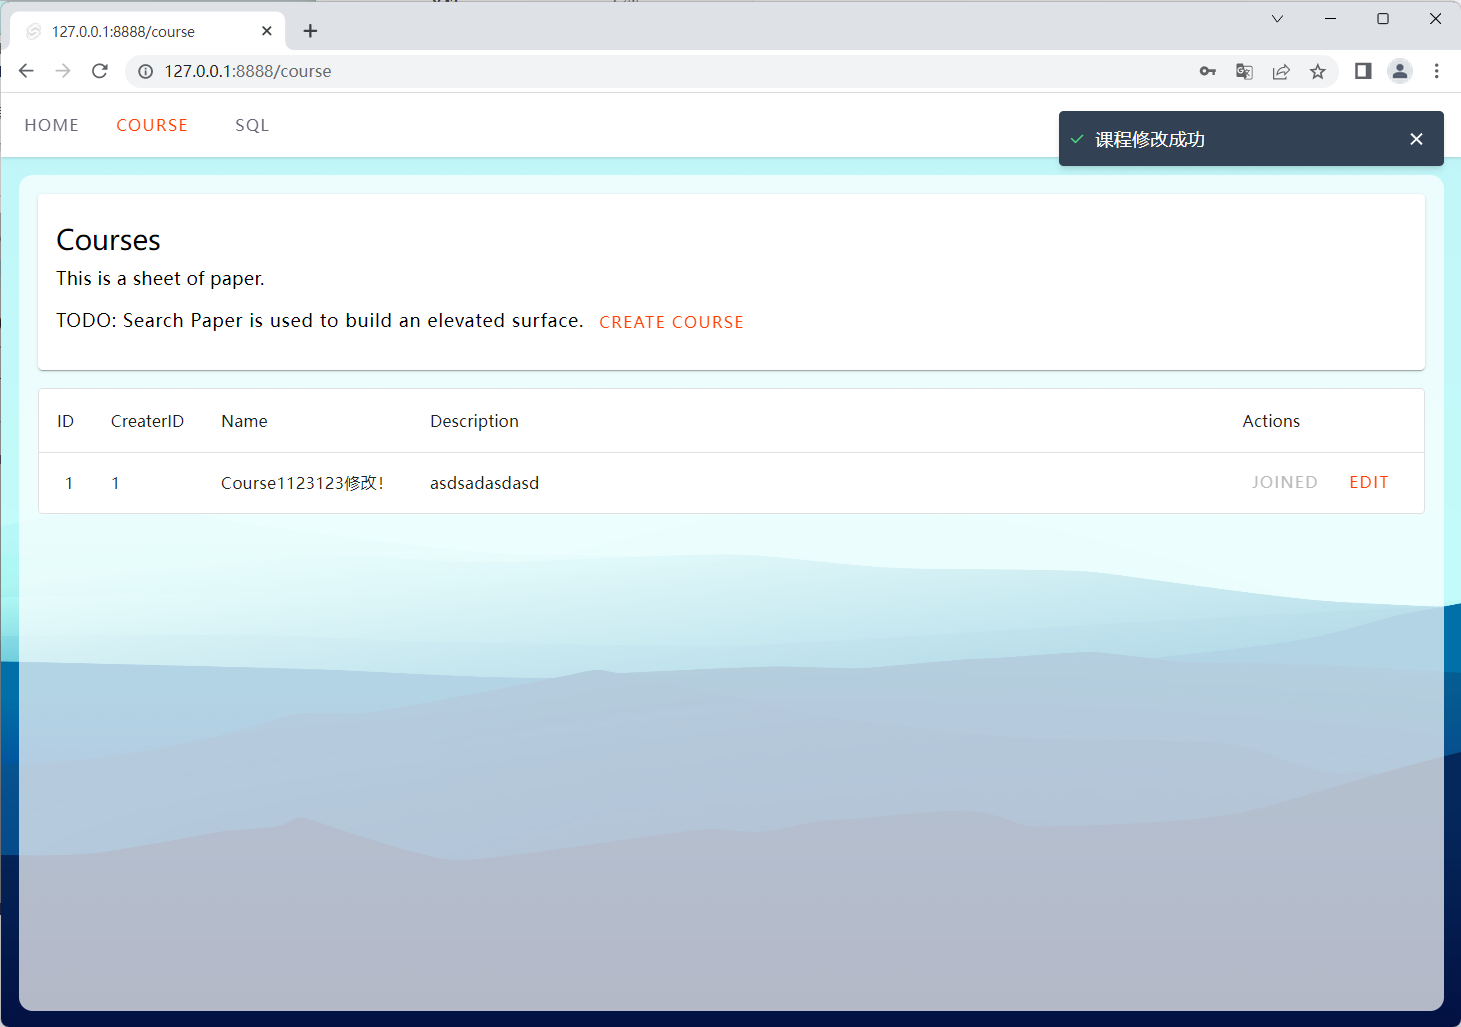 127.0.0.1:8888/course
127.0.0.1:8888/course
HOME COURSE SQL
课程修改成功
Courses
This is a sheet of paper.
TODO: Search Paper is used to build an elevated surface. CREATE COURSE
ID CreaterID Name Description Actions
1 1 Course1123123修改! asdsadasdasd JOINED EDIT